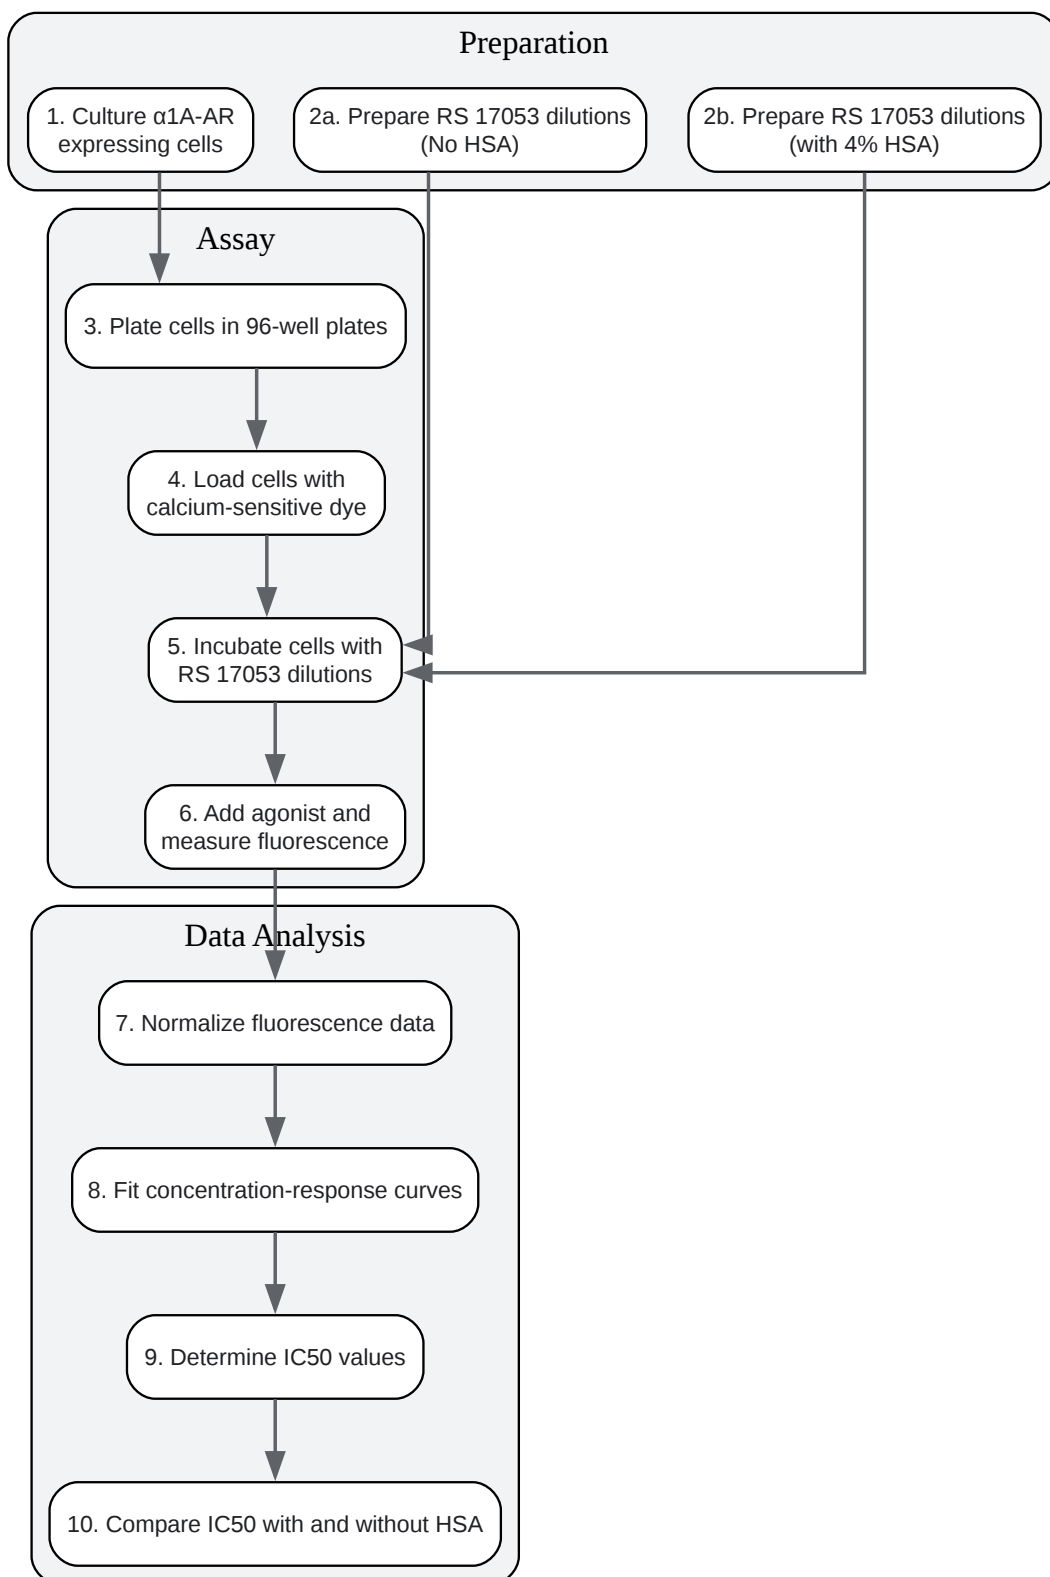 Preparation
1. Culture α1A-AR
expressing cells
2a. Prepare RS 17053 dilutions
(No HSA)
2b. Prepare RS 17053 dilutions
(with 4% HSA)
Assay
3. Plate cells in 96-well plates
4. Load cells with
calcium-sensitive dye
5. Incubate cells with
RS 17053 dilutions
6. Add agonist and
measure fluorescence
Data Analysis
7. Normalize fluorescence data
8. Fit concentration-response curves
9. Determine IC50 values
10. Compare IC50 with and without HSA